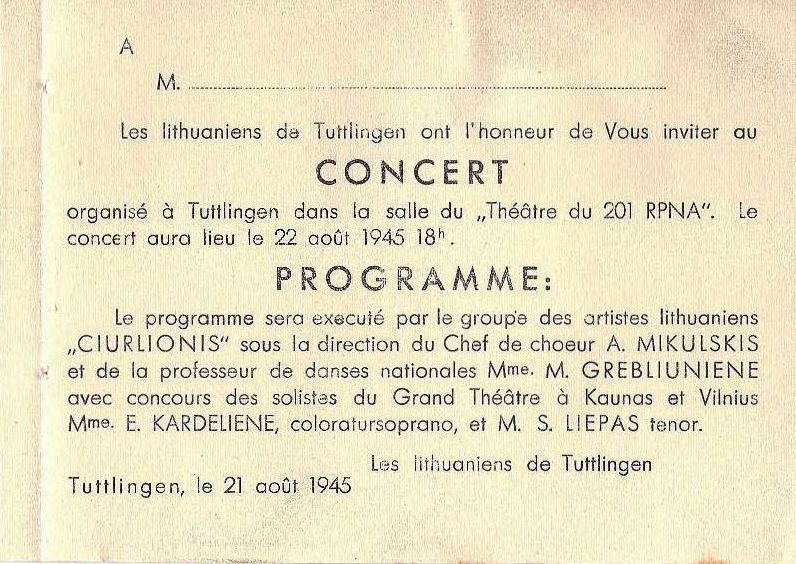 A
M.
Les lithuaniens de Tuttlingen ont l'honneur de Vous inviter au
CONCERT
organisé à Tuttlingen dans la salle du „Théâtre du 201 RPNA“. Le
concert aura lieu le 22 août 1945 18h.
PROGRAMME:
Le programme sera executé par le groupe des artistes lithuaniens
„CIURLIONIS“ sous la direction du Chef de choeur A. MIKULSKIS
et de la professeur de danses nationales Mme. M. GREBLIUNIENE
avec concours des solistes du Grand Théâtre à Kaunas et Vilnius
Mme. E. KARDELIENE, coloratursoprano, et M. S. LIEPAS tenor.
Les lithuaniens de Tuttlingen
Tuttlingen, le 21 août 1945